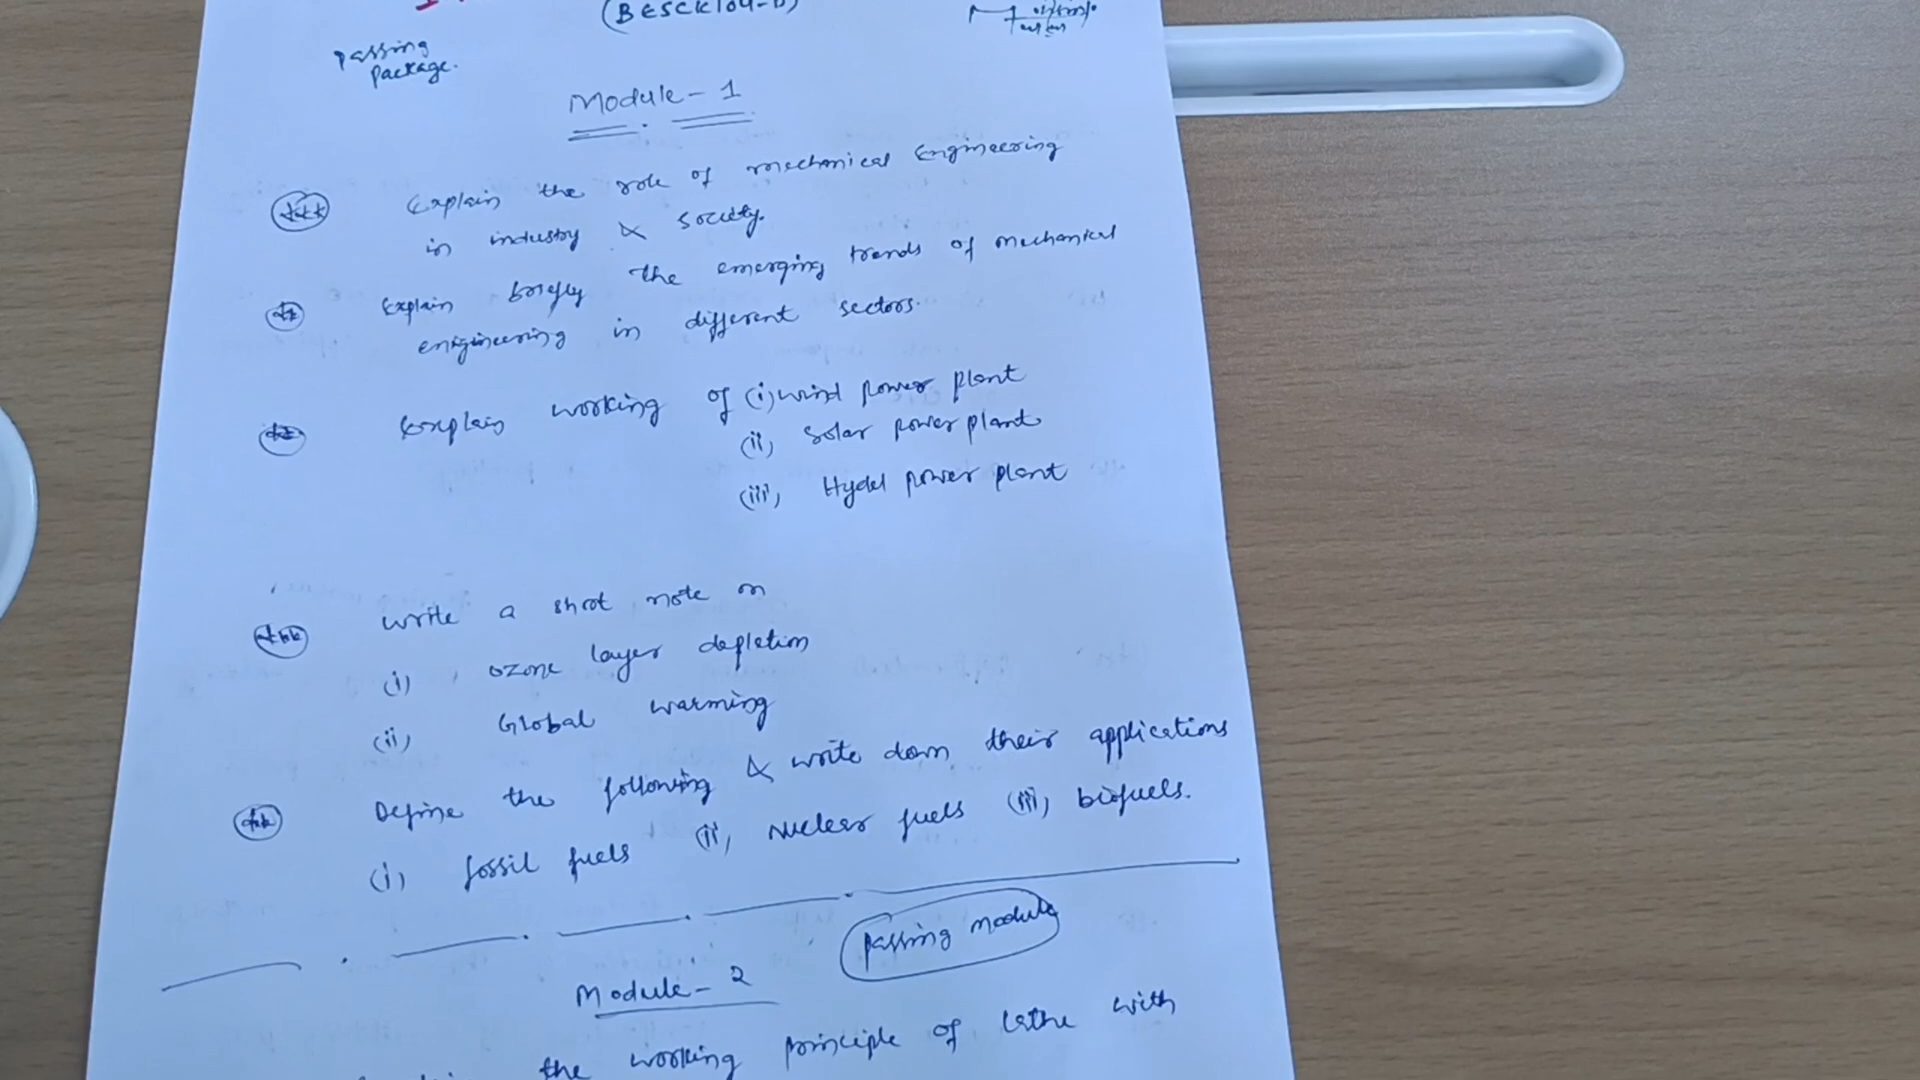 (BESCK104-D)
Passing
Package.
Module - 1
Explain the role of mechanical Engineering
in industry & society.
Explain briefly the emerging trends of mechanical
engineering in different sectors.
Explain working of (i) wind power plant
(ii) Solar power plant
(iii) Hydel power plant
write a short note on
(i) ozone layer depletion
(ii) Global warming
Define the following & write down their applications
(i) fossil fuels (ii) Nuclear fuels (iii) biofuels.
Passing module
Module - 2
the working principle of lathe with